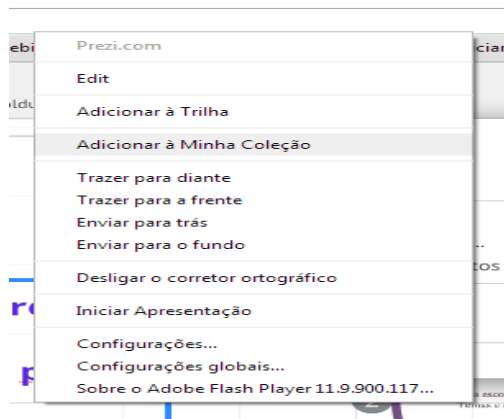 Prezi.com
Edit
Adicionar à Trilha
Adicionar à Minha Coleção
Trazer para diante
Trazer para a frente
Enviar para trás
Enviar para o fundo
Desligar o corretor ortográfico
Iniciar Apresentação
Configurações...
Configurações globais...
Sobre o Adobe Flash Player 11.9.900.117...
2